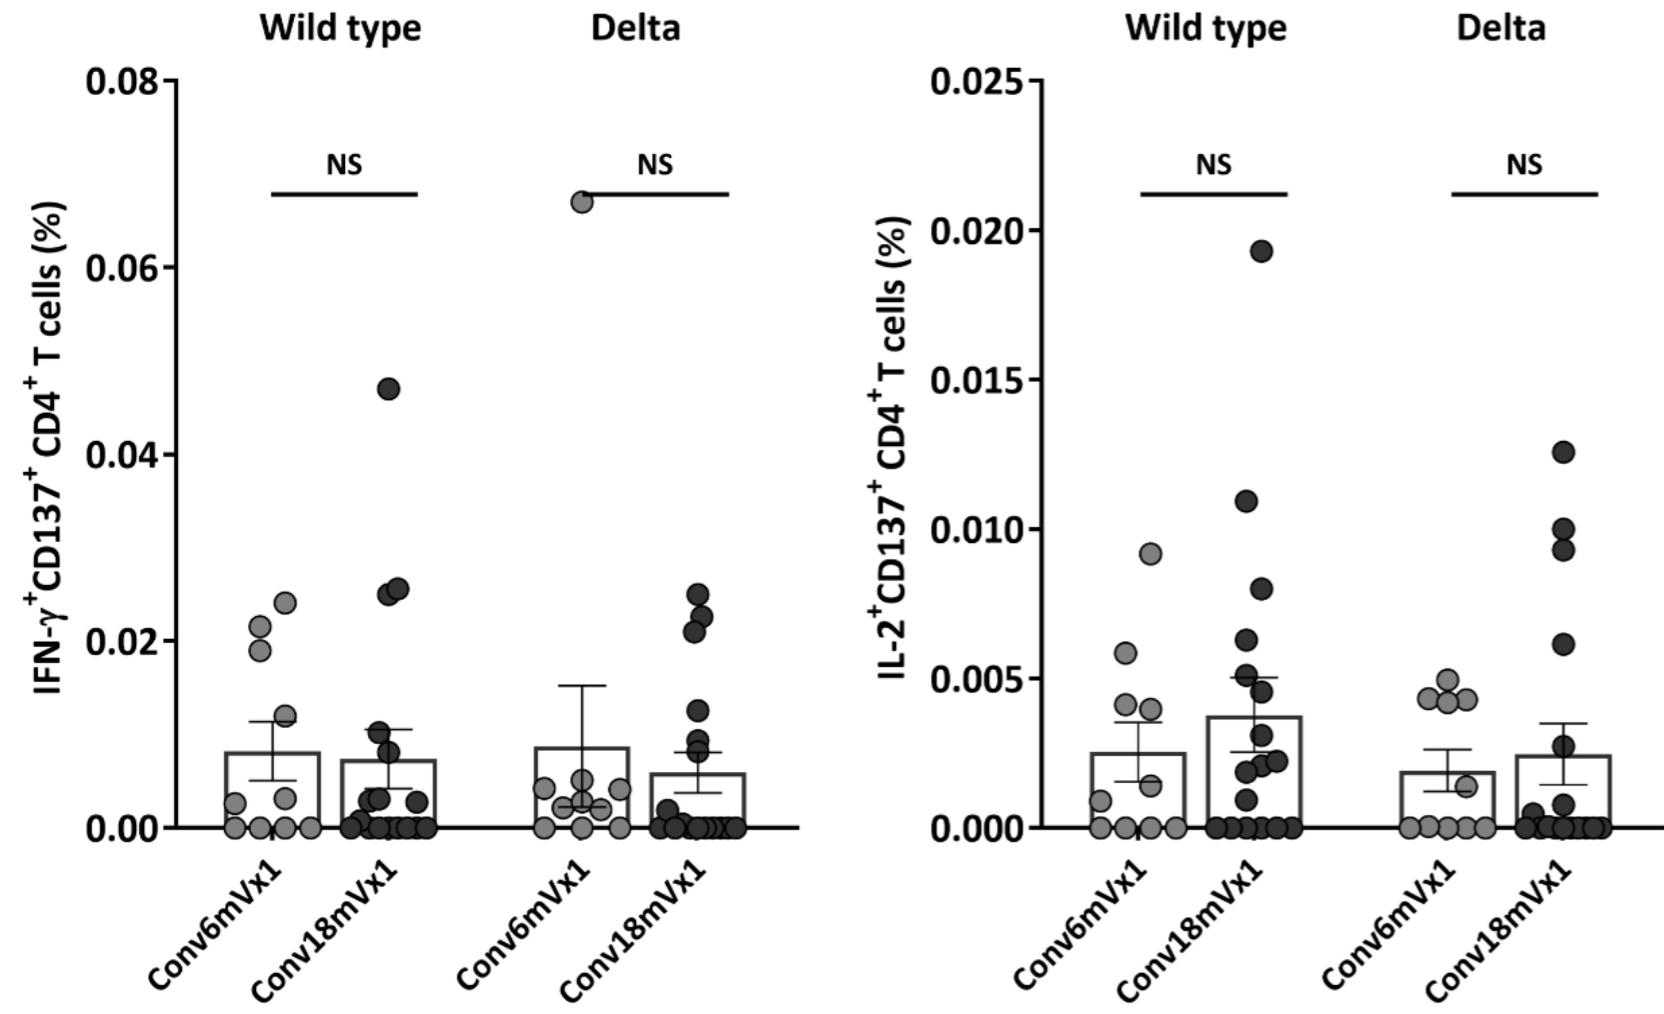 Wild type Delta
0.08
0.06
0.04
0.02
0.00
IFN-γ+CD137+ CD4+ T cells (%)
NS NS
Conv6mVx1
Conv18mVx1
Conv6mVx1
Conv18mVx1
Wild type Delta
0.025
0.020
0.015
0.010
0.005
0.000
IL-2+CD137+ CD4+ T cells (%)
NS NS
Conv6mVx1
Conv18mVx1
Conv6mVx1
Conv18mVx1